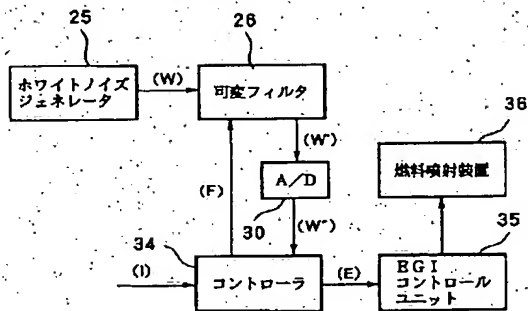 25
ホワイトノイズ
ジェネレータ
(W)
26
可変フィルタ
(W')
(F)
A/D
30
(W")
36
燃料噴射装置
34
(I)
コントローラ
(E)
35
EGI
コントロール
ユニット